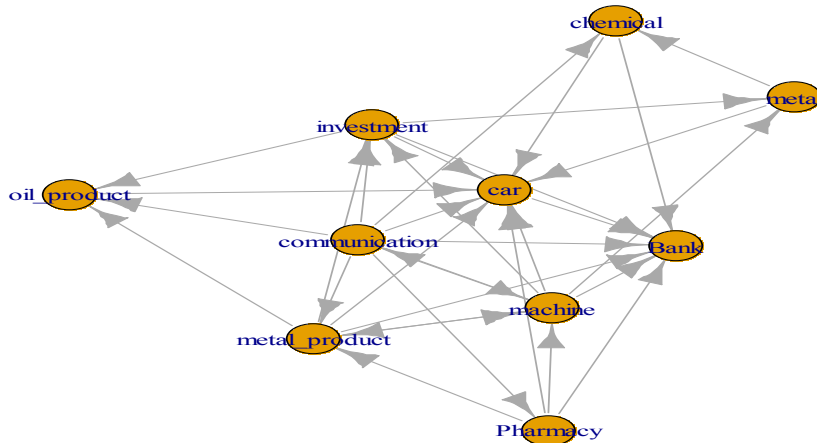 chemical
meta
investment
car
oil_product
communication
Bank
machine
metal_product
Pharmacy